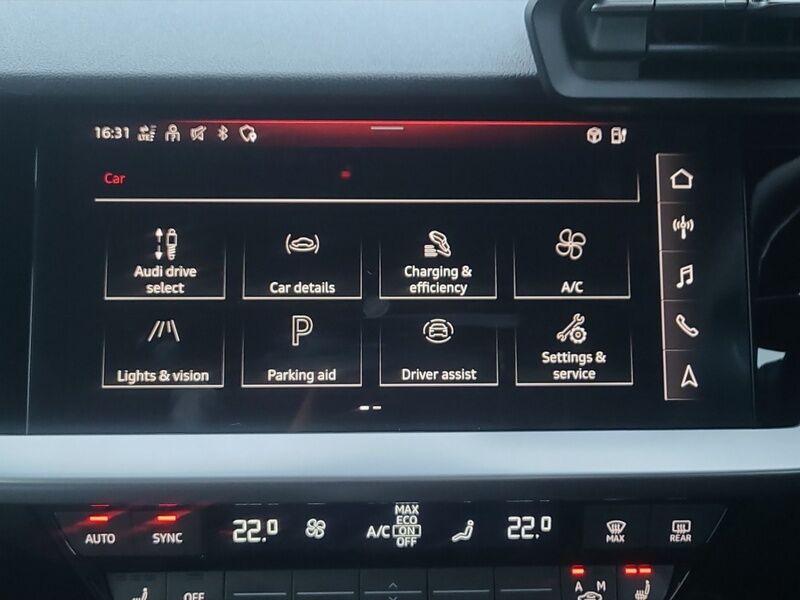 16:31 LTE
Car
Audi drive
select
Car details
Charging &
efficiency
A/C
Lights & vision
P
Parking aid
Driver assist
Settings &
service
AUTO
SYNC
22.0
A/C
MAX
ECO
ON
OFF
22.0
MAX
REAR
OFF
A M